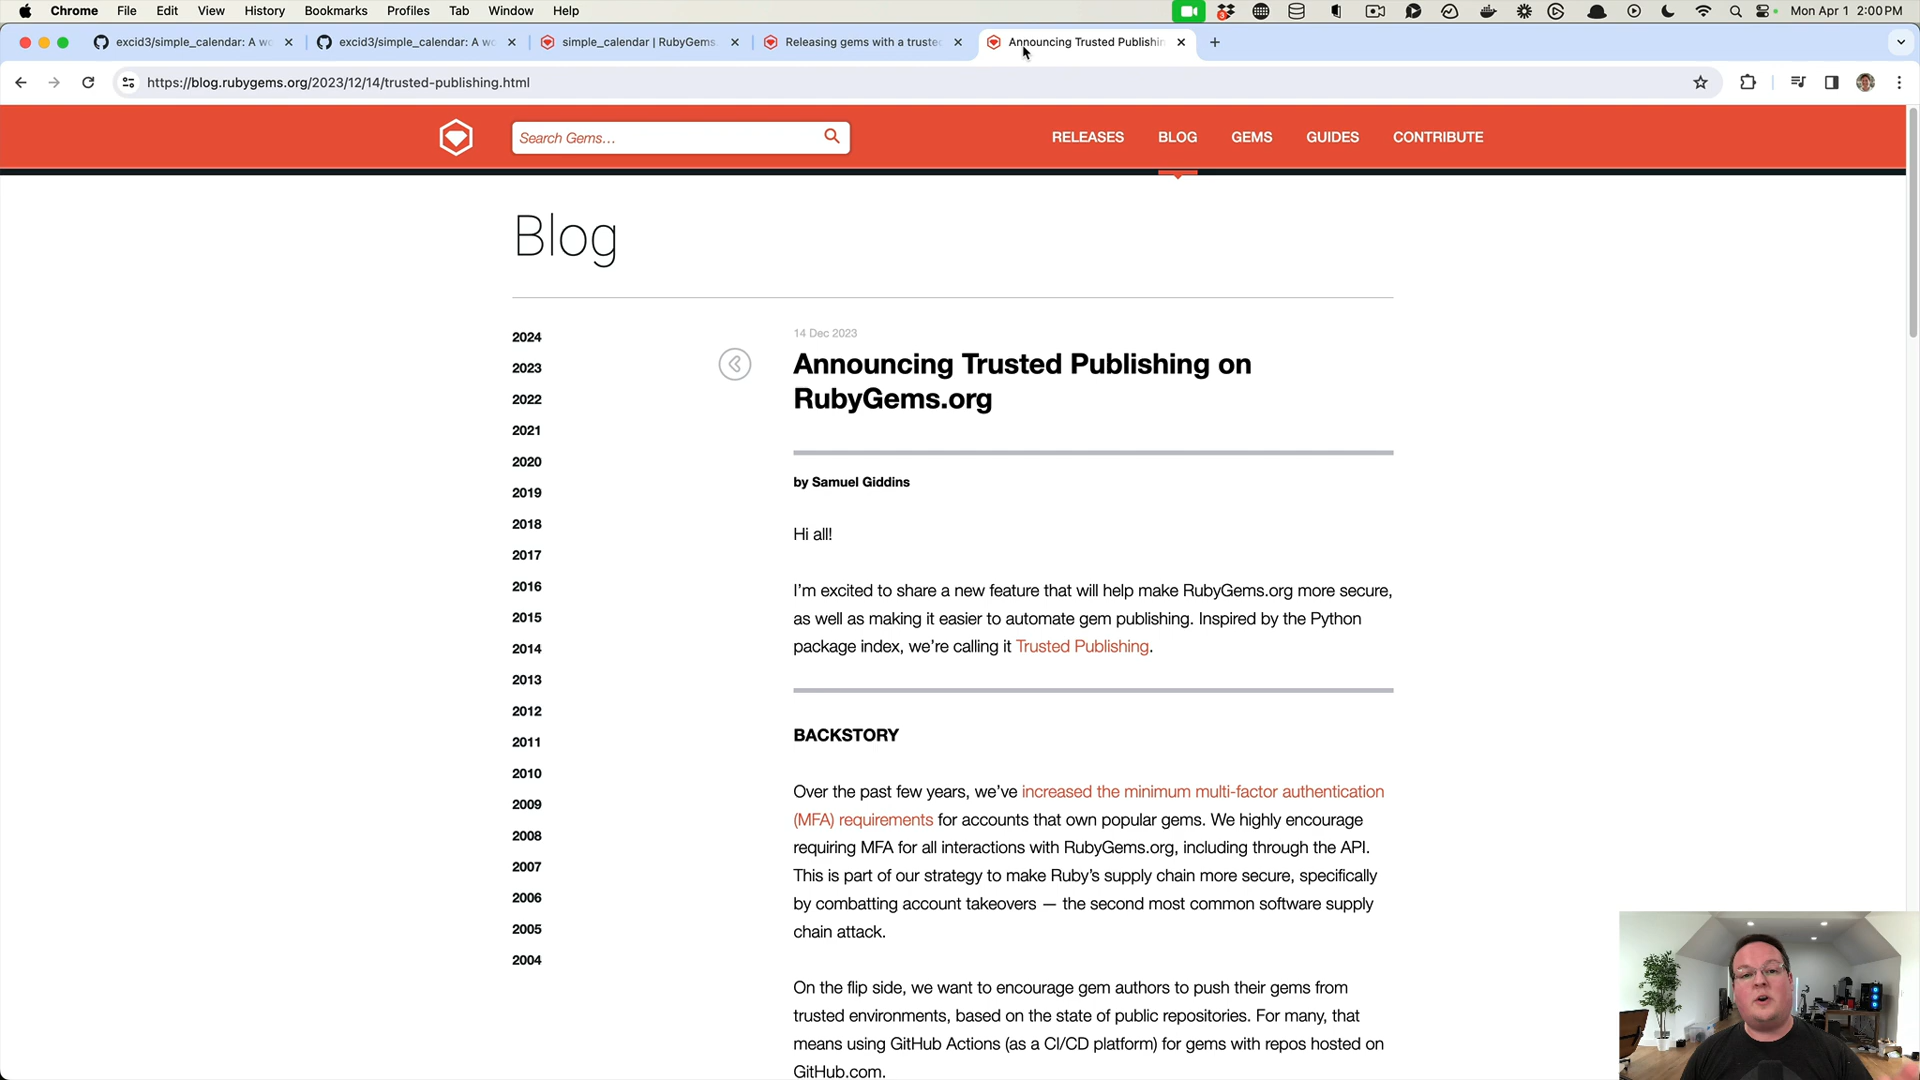 Chrome File Edit View History Bookmarks Profiles Tab Window Help
3
Mon Apr 1 2:00 PM
excid3/simple_calendar: A wo
excid3/simple_calendar: A wo
simple_calendar | RubyGems.
Releasing gems with a truste
Announcing Trusted Publishin
https://blog.rubygems.org/2023/12/14/trusted-publishing.html
Search Gems...
RELEASES BLOG GEMS GUIDES CONTRIBUTE
Blog
2024
2023
2022
2021
2020
2019
2018
2017
2016
2015
2014
2013
2012
2011
2010
2009
2008
2007
2006
2005
2004
14 Dec 2023
Announcing Trusted Publishing on
RubyGems.org
by Samuel Giddins
Hi all!
I’m excited to share a new feature that will help make RubyGems.org more secure,
as well as making it easier to automate gem publishing. Inspired by the Python
package index, we’re calling it Trusted Publishing.
BACKSTORY
Over the past few years, we’ve increased the minimum multi-factor authentication
(MFA) requirements for accounts that own popular gems. We highly encourage
requiring MFA for all interactions with RubyGems.org, including through the API.
This is part of our strategy to make Ruby’s supply chain more secure, specifically
by combatting account takeovers — the second most common software supply
chain attack.
On the flip side, we want to encourage gem authors to push their gems from
trusted environments, based on the state of public repositories. For many, that
means using GitHub Actions (as a CI/CD platform) for gems with repos hosted on
GitHub.com.